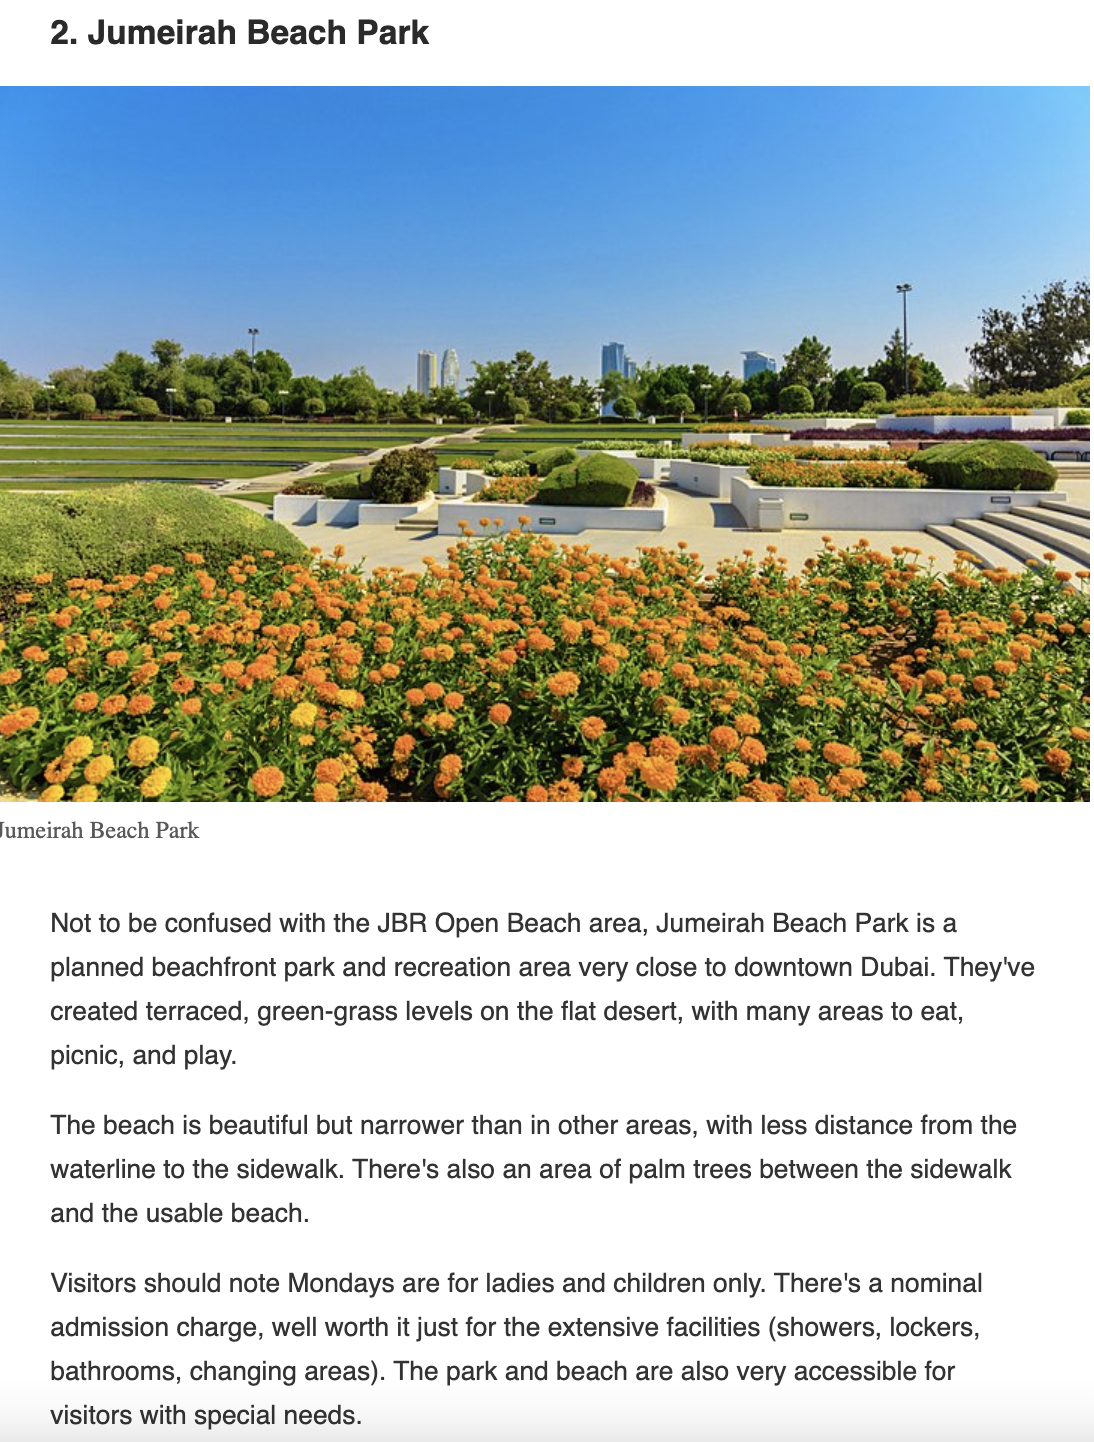 2. Jumeirah Beach Park
Jumeirah Beach Park
Not to be confused with the JBR Open Beach area, Jumeirah Beach Park is a
planned beachfront park and recreation area very close to downtown Dubai. They've
created terraced, green-grass levels on the flat desert, with many areas to eat,
picnic, and play.
The beach is beautiful but narrower than in other areas, with less distance from the
waterline to the sidewalk. There's also an area of palm trees between the sidewalk
and the usable beach.
Visitors should note Mondays are for ladies and children only. There's a nominal
admission charge, well worth it just for the extensive facilities (showers, lockers,
bathrooms, changing areas). The park and beach are also very accessible for
visitors with special needs.